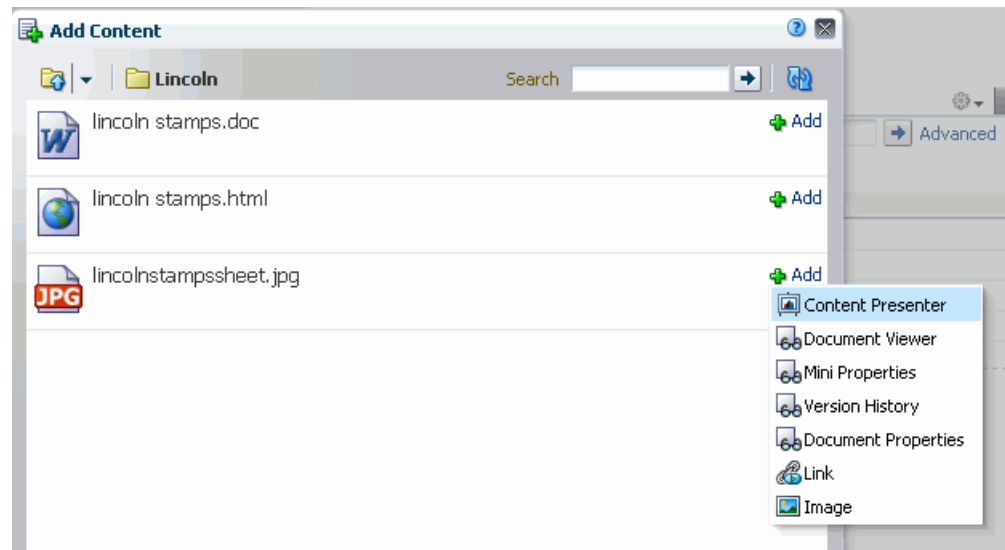 Add Content
Lincoln
Search
Advanced
lincoln stamps.doc
Add
lincoln stamps.html
Add
lincolnstampssheet.jpg
JPG
Add
Content Presenter
Document Viewer
Mini Properties
Version History
Document Properties
Link
Image